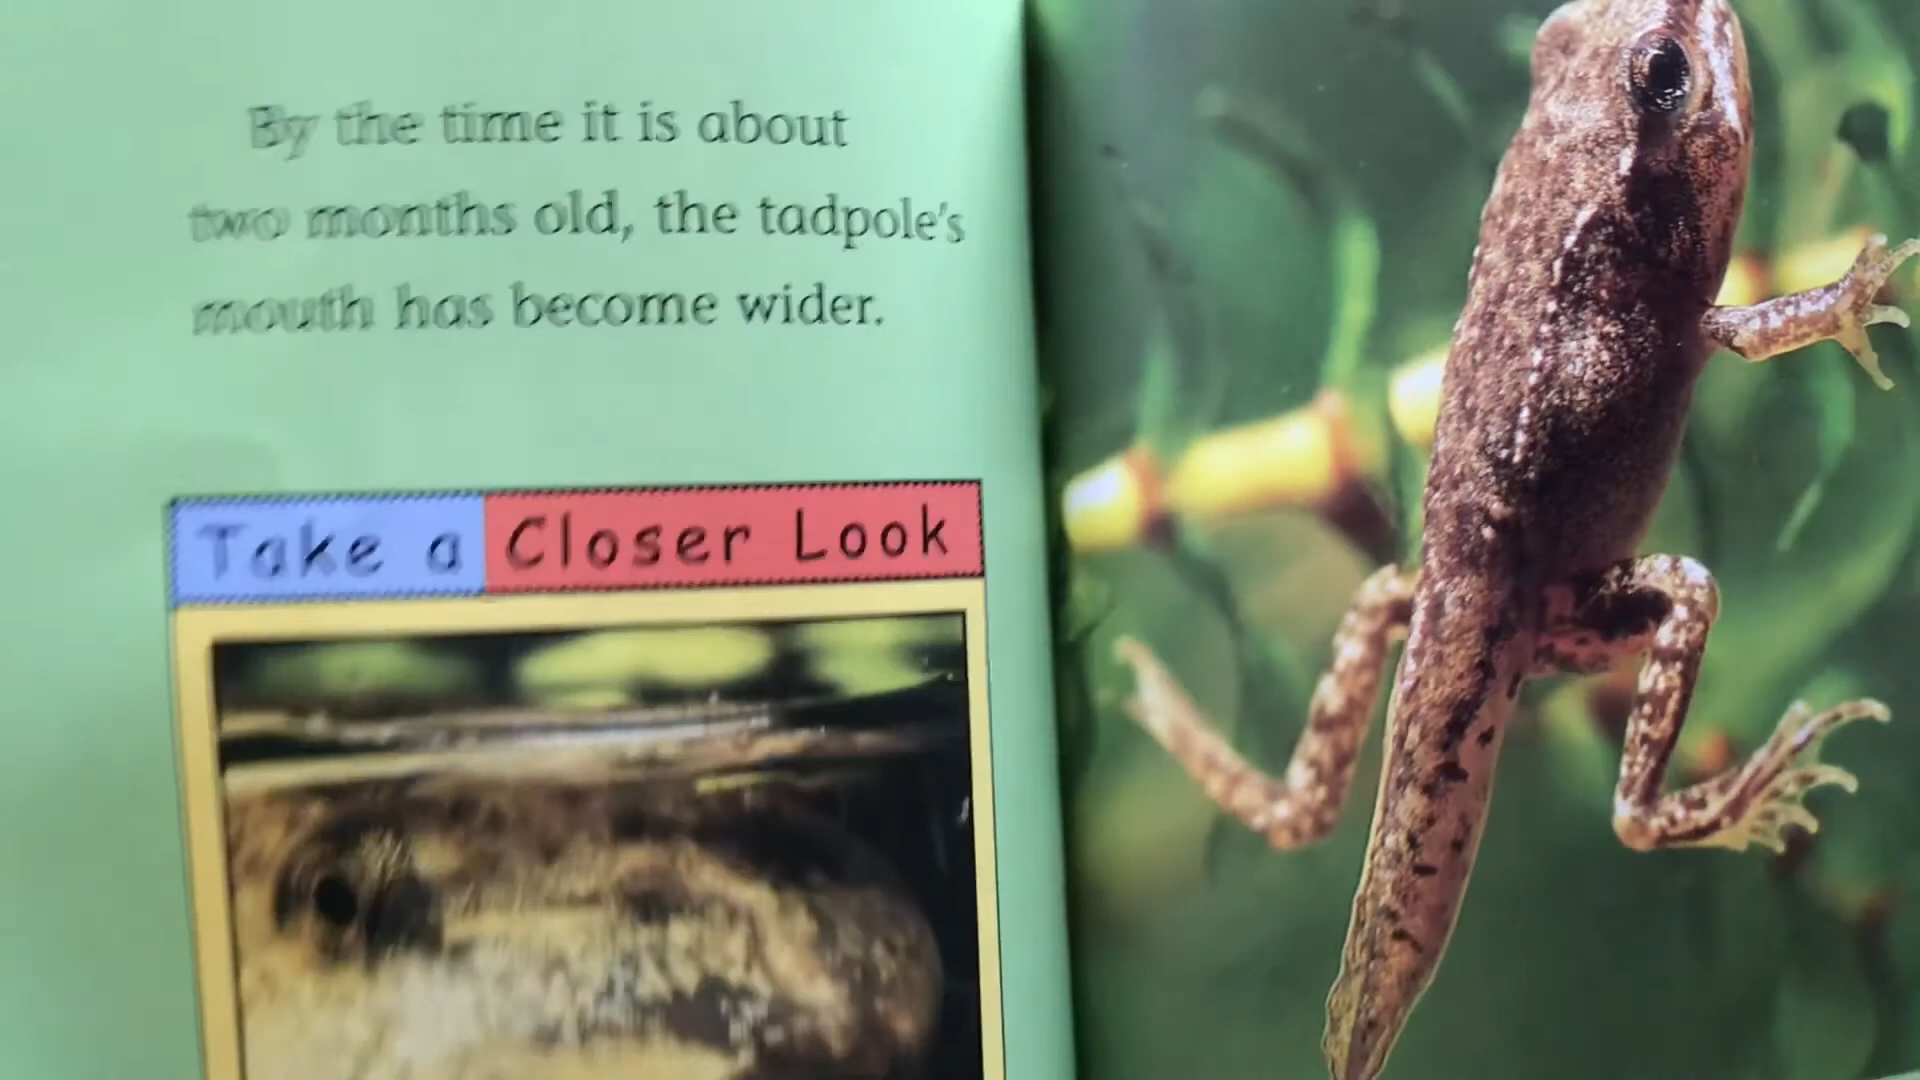 By the time it is about
two months old, the tadpole's
mouth has become wider.
Take a Closer Look